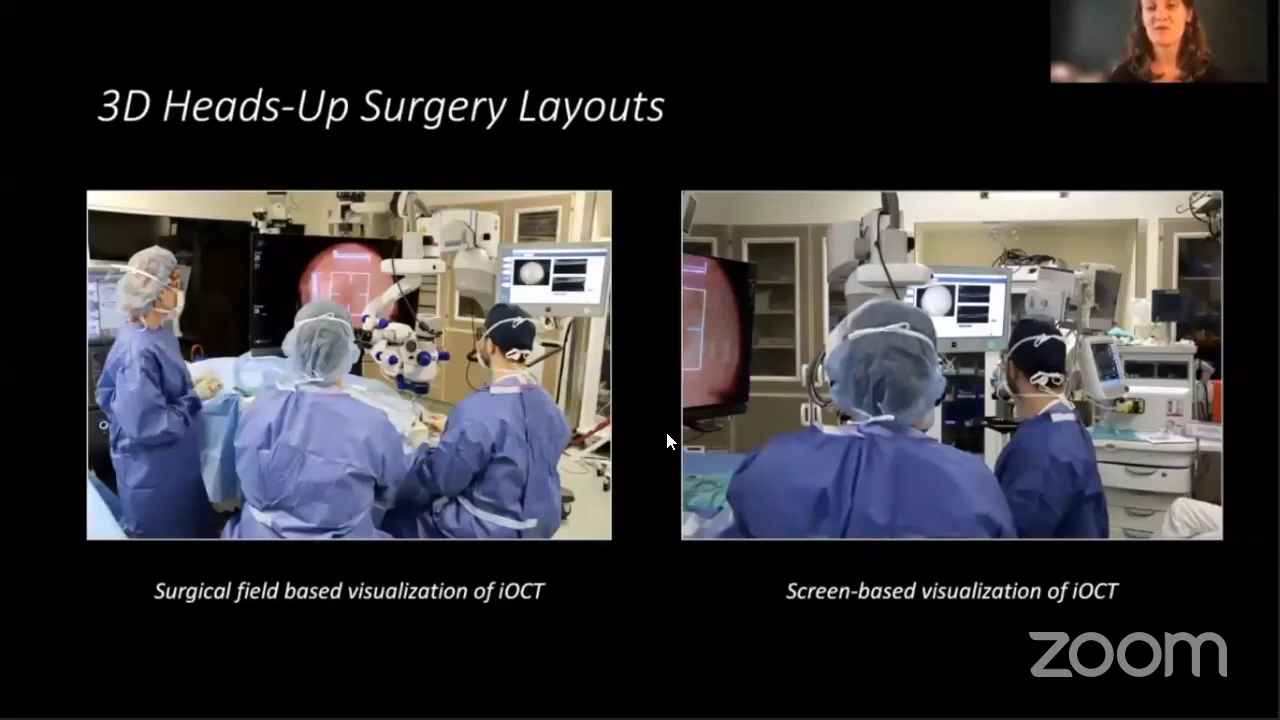 3D Heads-Up Surgery Layouts
Surgical field based visualization of iOCT
Screen-based visualization of iOCT
zoom